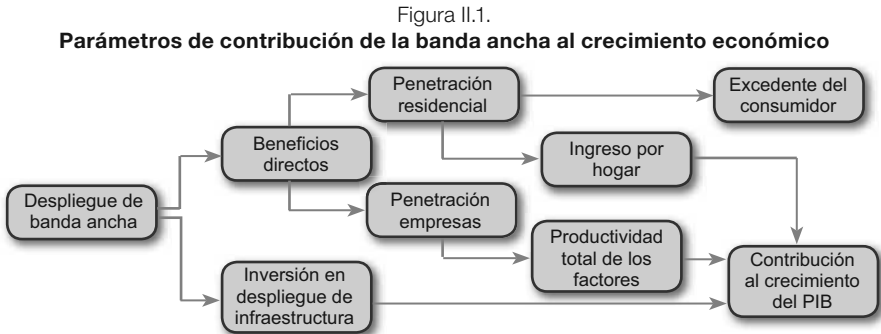 Figura II.1.
Parámetros de contribución de la banda ancha al crecimiento económico
Penetración
residencial
Excedente del
consumidor
Beneficios
directos
Ingreso por
hogar
Despliegue de
banda ancha
Penetración
empresas
Productividad
total de los
factores
Contribución
al crecimiento
del PIB
Inversión en
despliegue de
infraestructura